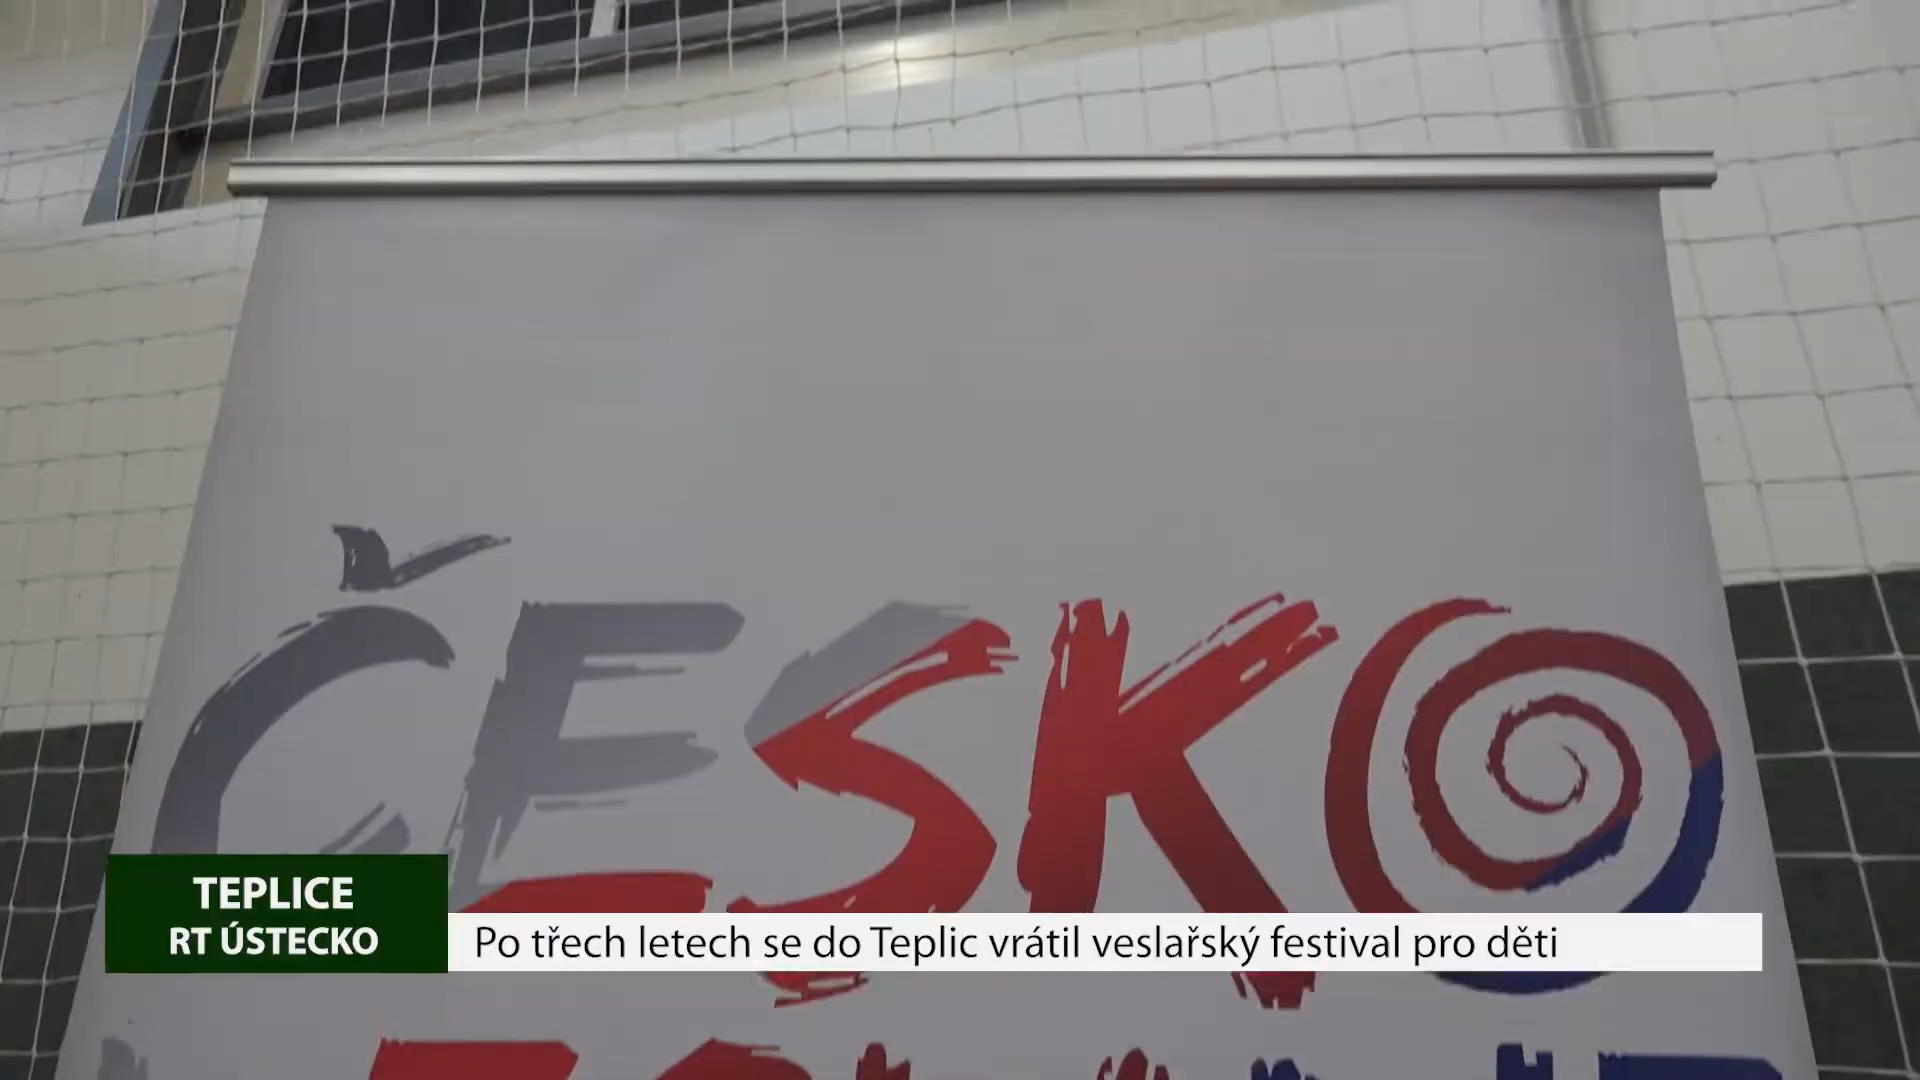 ČESKO
TEPLICE
RT ÚSTECKO
Po třech letech se do Teplic vrátil veslařský festival pro děti